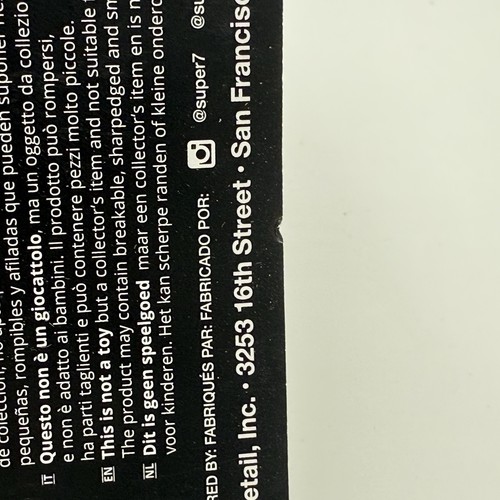 de colección, no
pequeñas, rompibles y afiladas que pueden suponer
IT Questo non è un giocattolo, ma un oggetto da collezio
e non è adatto ai bambini. Il prodotto può rompersi,
ha parti taglienti e può contenere pezzi molto piccole.
EN This is not a toy but a collector's item and not suitable
The product may contain breakable, sharpedged and sm
NL Dit is geen speelgoed maar een collector's item en is n
voor kinderen. Het kan scherpe randen of kleine onderd
RED BY: FABRIQUÉS PAR: FABRICADO POR: @super7 @su
etail, Inc. • 3253 16th Street • San Francisc